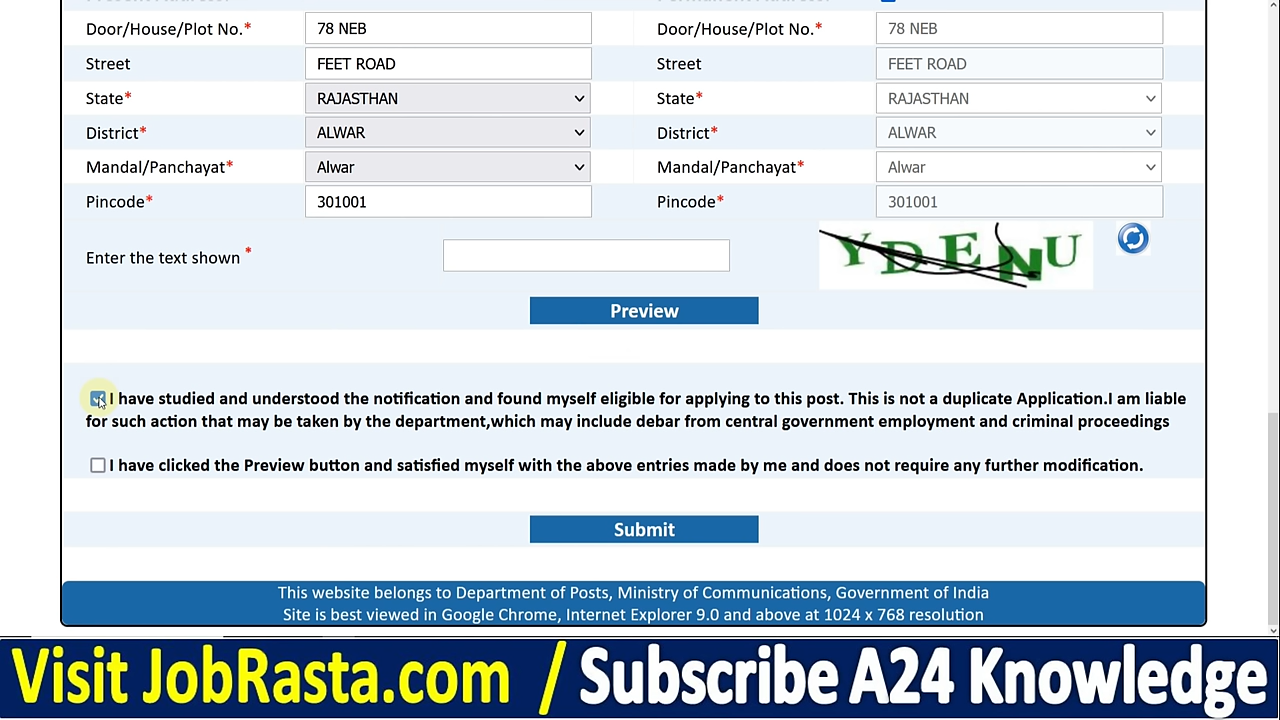 Door/House/Plot No.* 78 NEB Door/House/Plot No.* 78 NEB
Street FEET ROAD Street FEET ROAD
State* RAJASTHAN State* RAJASTHAN
District* ALWAR District* ALWAR
Mandal/Panchayat* Alwar Mandal/Panchayat* Alwar
Pincode* 301001 Pincode* 301001
Enter the text shown * YDENU
Preview
I have studied and understood the notification and found myself eligible for applying to this post. This is not a duplicate Application.I am liable
for such action that may be taken by the department,which may include debar from central government employment and criminal proceedings
I have clicked the Preview button and satisfied myself with the above entries made by me and does not require any further modification.
Submit
This website belongs to Department of Posts, Ministry of Communications, Government of India
Site is best viewed in Google Chrome, Internet Explorer 9.0 and above at 1024 x 768 resolution
Visit JobRasta.com / Subscribe A24 Knowledge